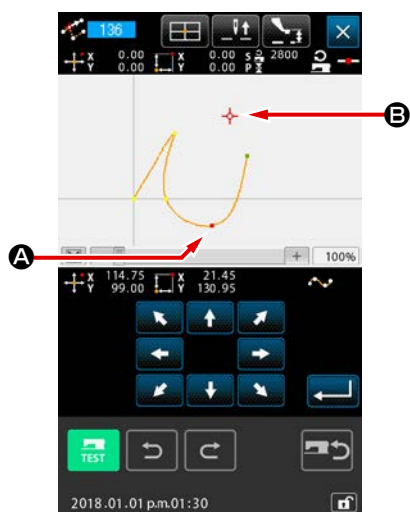 136
X 0.00 X 0.00 S 2800
Y 0.00 Y 0.00 P
B
A
+ 100%
X 114.75 X 21.45
Y 99.00 Y 130.95
TEST
2018.01.01 p.m.01:30